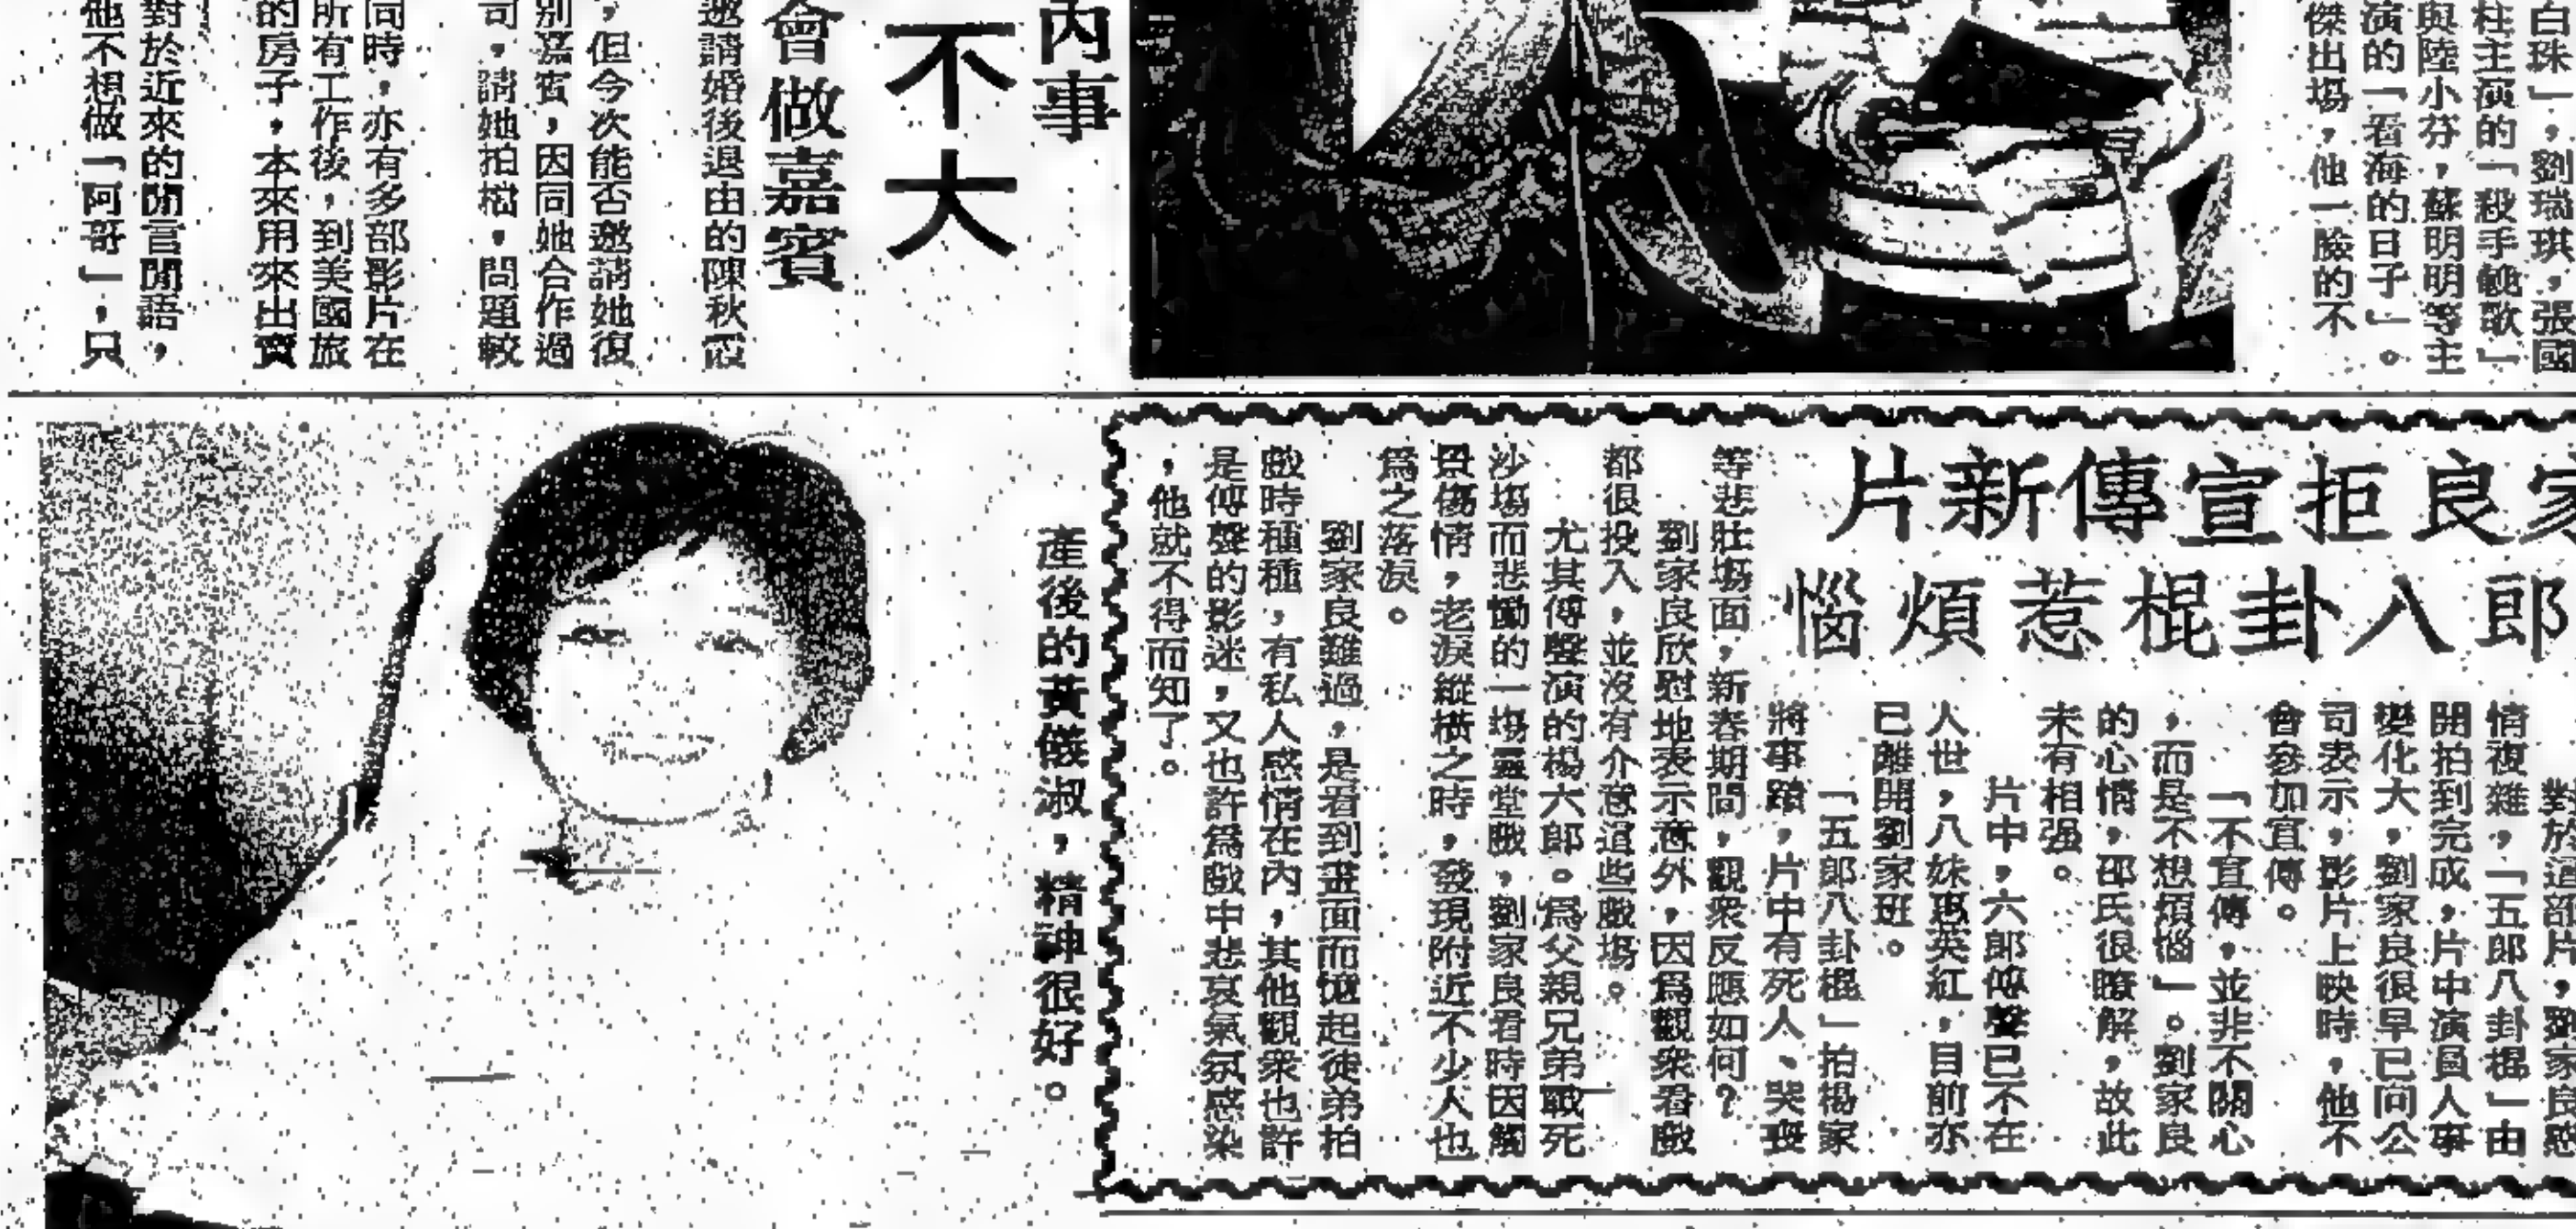 白珠」，劉瑞琪，張國
柱主演的「殺手輓歌」
與陸小芬，蘇明明等主
演的「看海的日子」。
傑出場，他一臉的不
內事
不大
會做嘉賓
邀請婚後退由的陳秋霞
，但今次能否邀請她復
別嘉賓，因同她合作過
司，請她拍檔，問題較
同時，亦有多部影片在
所有工作後，到美國旅
的房子，本來用來出賣
對於近來的閒言閒語，
他不想做「阿哥」，只
家良拒宣傳新片
郎八卦棍惹煩惱
對於這部片，劉家良感
情複雜，「五郎八卦棍」由
開拍到完成，片中演員人事
變化大，劉家良很早已向公
司表示，影片上映時，他不
會參加宣傳。
「不宣傳，並非不關心
，而是不想煩惱」。劉家良
的心情，邵氏很瞭解，故此
未有相强。
片中，六郎傅聲已不在
人世，八妹惠英紅，目前亦
已離開劉家班。
「五郎八卦棍」拍楊家
將事蹟，片中有死人、哭喪
等悲壯場面，新春期間，觀衆反應如何？
劉家良欣慰地表示意外，因爲觀衆看戲
都很投入，並沒有介意這些戲場。
尤其傅聲演的楊六郎。爲父親兄弟戰死
沙場而悲慟的一場靈堂戲，劉家良看時因觸
景傷情，老淚縱橫之時，發現附近不少人也
爲之落淚。
劉家良難過，是看到畫面而憶起徒弟拍
戲時種種，有私人感情在內，其他觀衆也許
是傅聲的影迷，又也許爲戲中悲哀氣氛感染
，他就不得而知了。
產後的黃儀淑，精神很好。